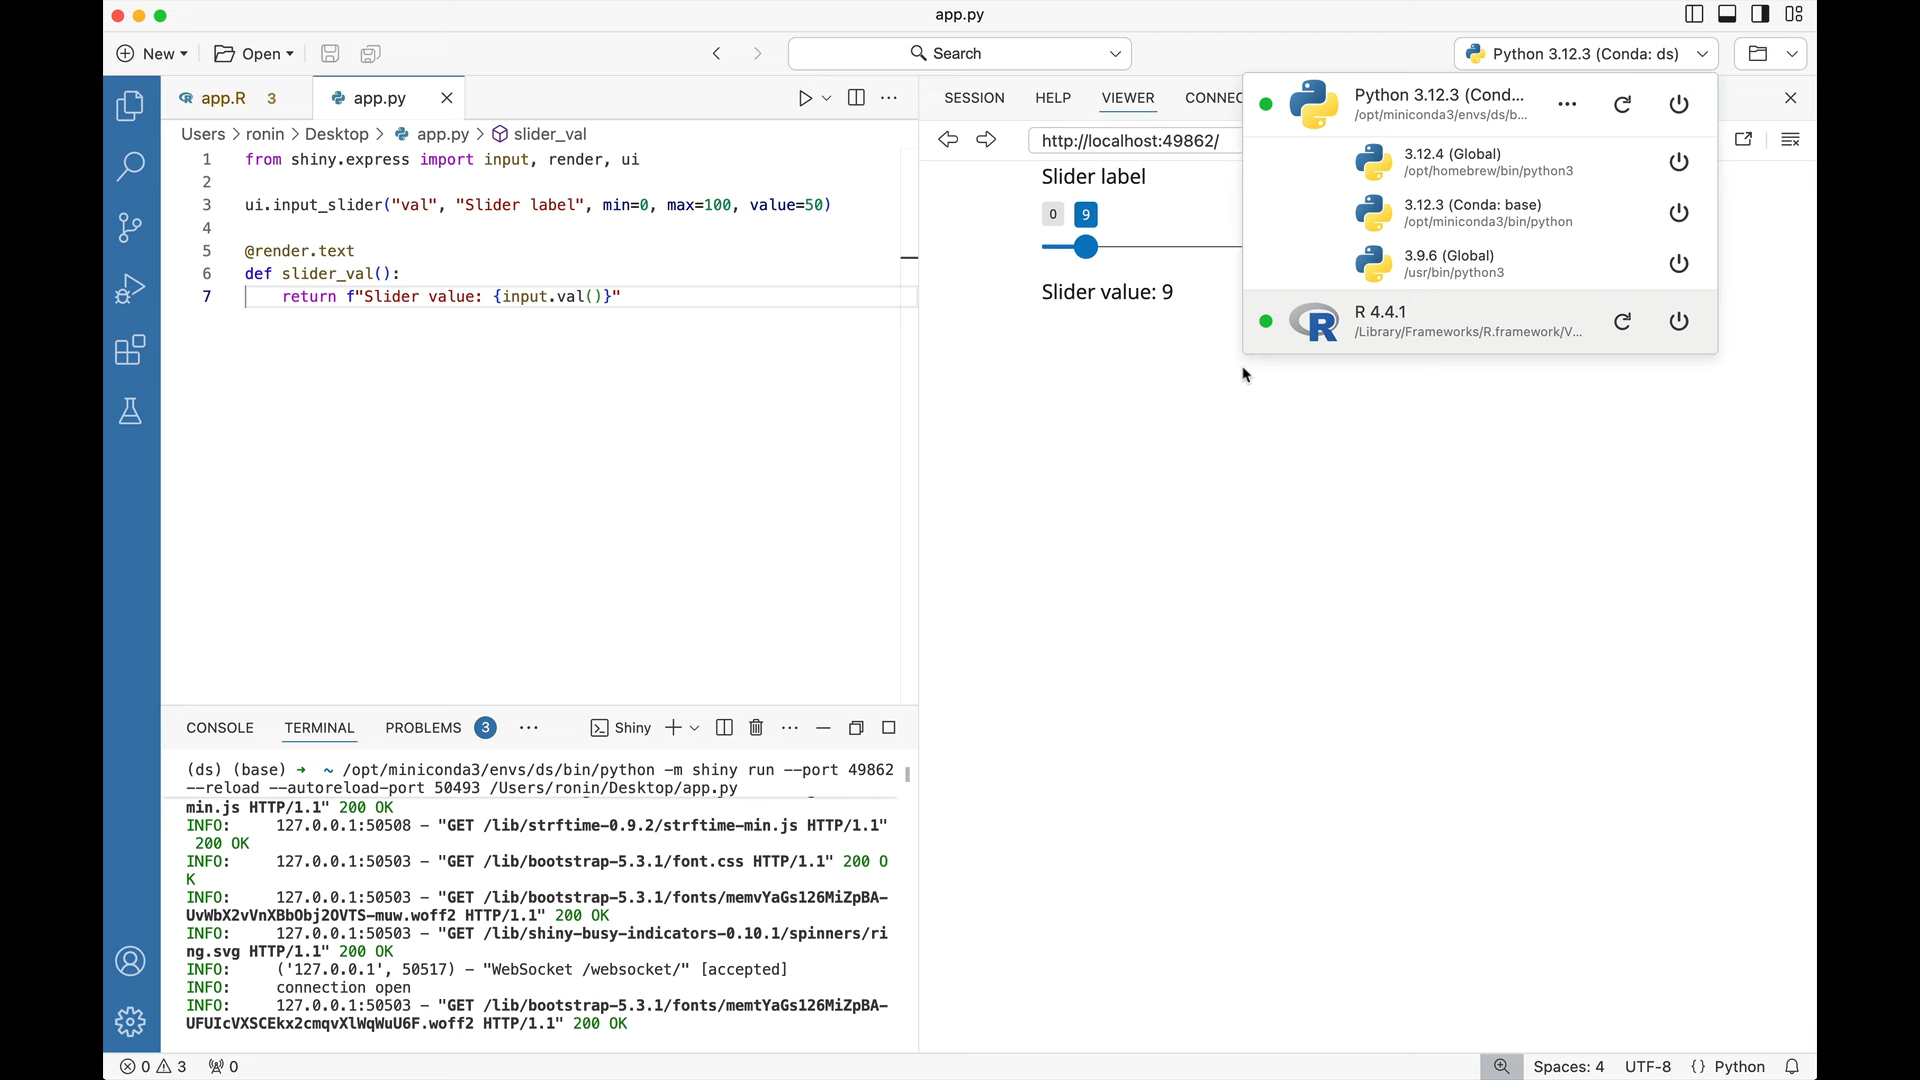 app.py
New
Open
Search
Python 3.12.3 (Conda: ds)
app.R 3
app.py
SESSION HELP VIEWER CONNEC
Users > ronin > Desktop > app.py > slider_val
http://localhost:49862/
1 from shiny.express import input, render, ui
2
3 ui.input_slider("val", "Slider label", min=0, max=100, value=50)
4
5 @render.text
6 def slider_val():
7 return f"Slider value: {input.val()}"
Slider label
0 9
Slider value: 9
Python 3.12.3 (Cond...
/opt/miniconda3/envs/ds/b...
3.12.4 (Global)
/opt/homebrew/bin/python3
3.12.3 (Conda: base)
/opt/miniconda3/bin/python
3.9.6 (Global)
/usr/bin/python3
R 4.4.1
/Library/Frameworks/R.framework/V...
CONSOLE TERMINAL PROBLEMS 3 ... Shiny
(ds) (base) → ~ /opt/miniconda3/envs/ds/bin/python -m shiny run --port 49862
--reload --autoreload-port 50493 /Users/ronin/Desktop/app.py
min.js HTTP/1.1" 200 OK
INFO: 127.0.0.1:50508 - "GET /lib/strftime-0.9.2/strftime-min.js HTTP/1.1"
200 OK
INFO: 127.0.0.1:50503 - "GET /lib/bootstrap-5.3.1/font.css HTTP/1.1" 200 O
K
INFO: 127.0.0.1:50503 - "GET /lib/bootstrap-5.3.1/fonts/memvYaGs126MiZpBA-
UvWbX2vVnXBbObj2OVTS-muw.woff2 HTTP/1.1" 200 OK
INFO: 127.0.0.1:50503 - "GET /lib/shiny-busy-indicators-0.10.1/spinners/ri
ng.svg HTTP/1.1" 200 OK
INFO: ('127.0.0.1', 50517) - "WebSocket /websocket/" [accepted]
INFO: connection open
INFO: 127.0.0.1:50503 - "GET /lib/bootstrap-5.3.1/fonts/memtYaGs126MiZpBA-
UFUIcVXSCEkx2cmqvXlWqWuU6F.woff2 HTTP/1.1" 200 OK
0 3 0
Spaces: 4 UTF-8 {} Python